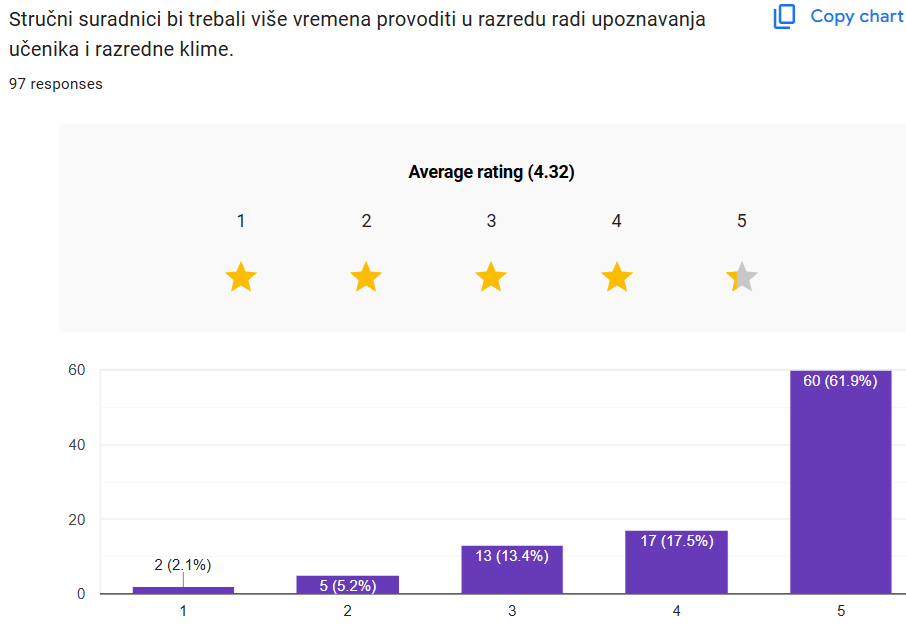 Stručni suradnici bi trebali više vremena provoditi u razredu radi upoznavanja
učenika i razredne klime.
Copy chart
97 responses
Average rating (4.32)
1 2 3 4 5
60
40
20
0
2 (2.1%)
5 (5.2%)
13 (13.4%)
17 (17.5%)
60 (61.9%)
1 2 3 4 5